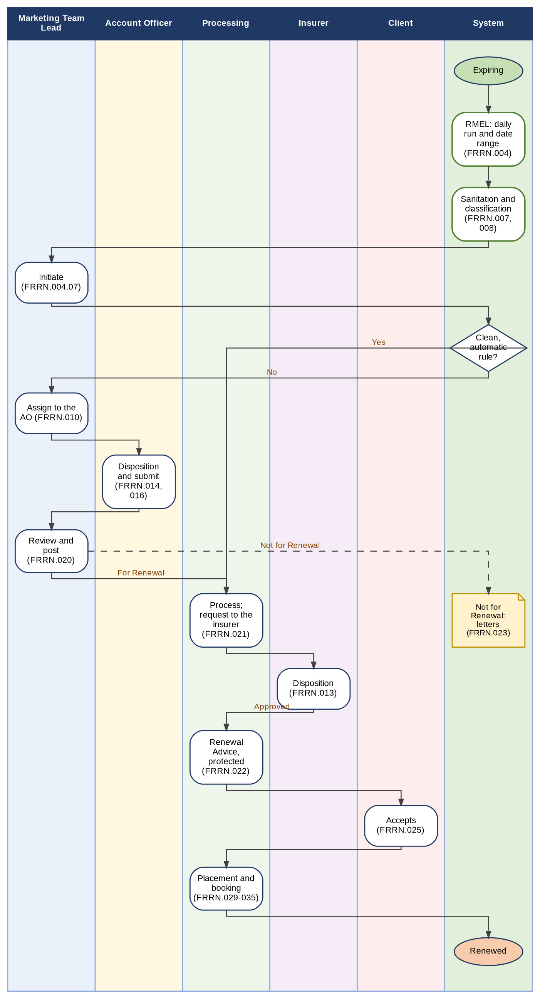 Marketing Team
Lead
Account Officer
Processing
Insurer
Client
System
Expiring
RMEL: daily
run and date
range
(FRRN.004)
Sanitation and
classification
(FRRN.007,
008)
Initiate
(FRRN.004.07)
Clean,
automatic
rule?
Yes
No
Assign to the
AO (FRRN.010)
Disposition
and submit
(FRRN.014,
016)
Review and
post
(FRRN.020)
Not for Renewal
For Renewal
Process;
request to the
insurer
(FRRN.021)
Not for
Renewal:
letters
(FRRN.023)
Disposition
(FRRN.013)
Approved
Renewal
Advice,
protected
(FRRN.022)
Accepts
(FRRN.025)
Placement and
booking
(FRRN.029-035)
Renewed